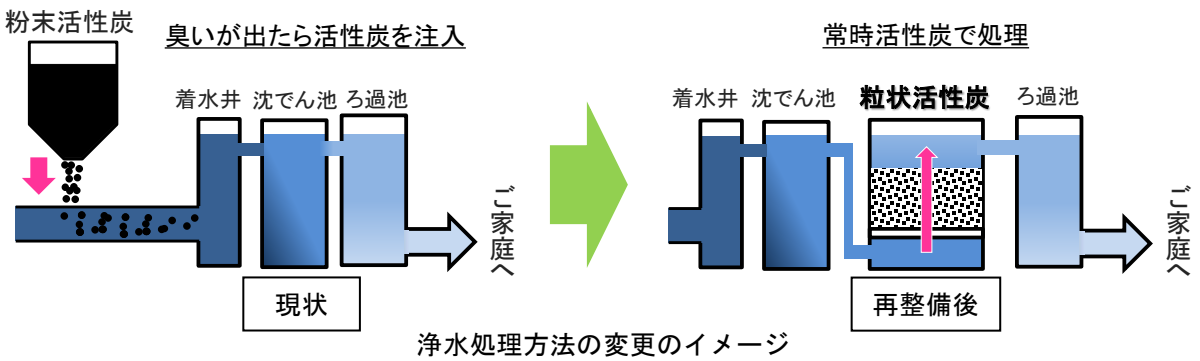 粉末活性炭
臭いが出たら活性炭を注入
着水井 沈でん池 ろ過池
ご家庭へ
現状
常時活性炭で処理
着水井 沈でん池 粒状活性炭 ろ過池
ご家庭へ
再整備後
浄水処理方法の変更のイメージ